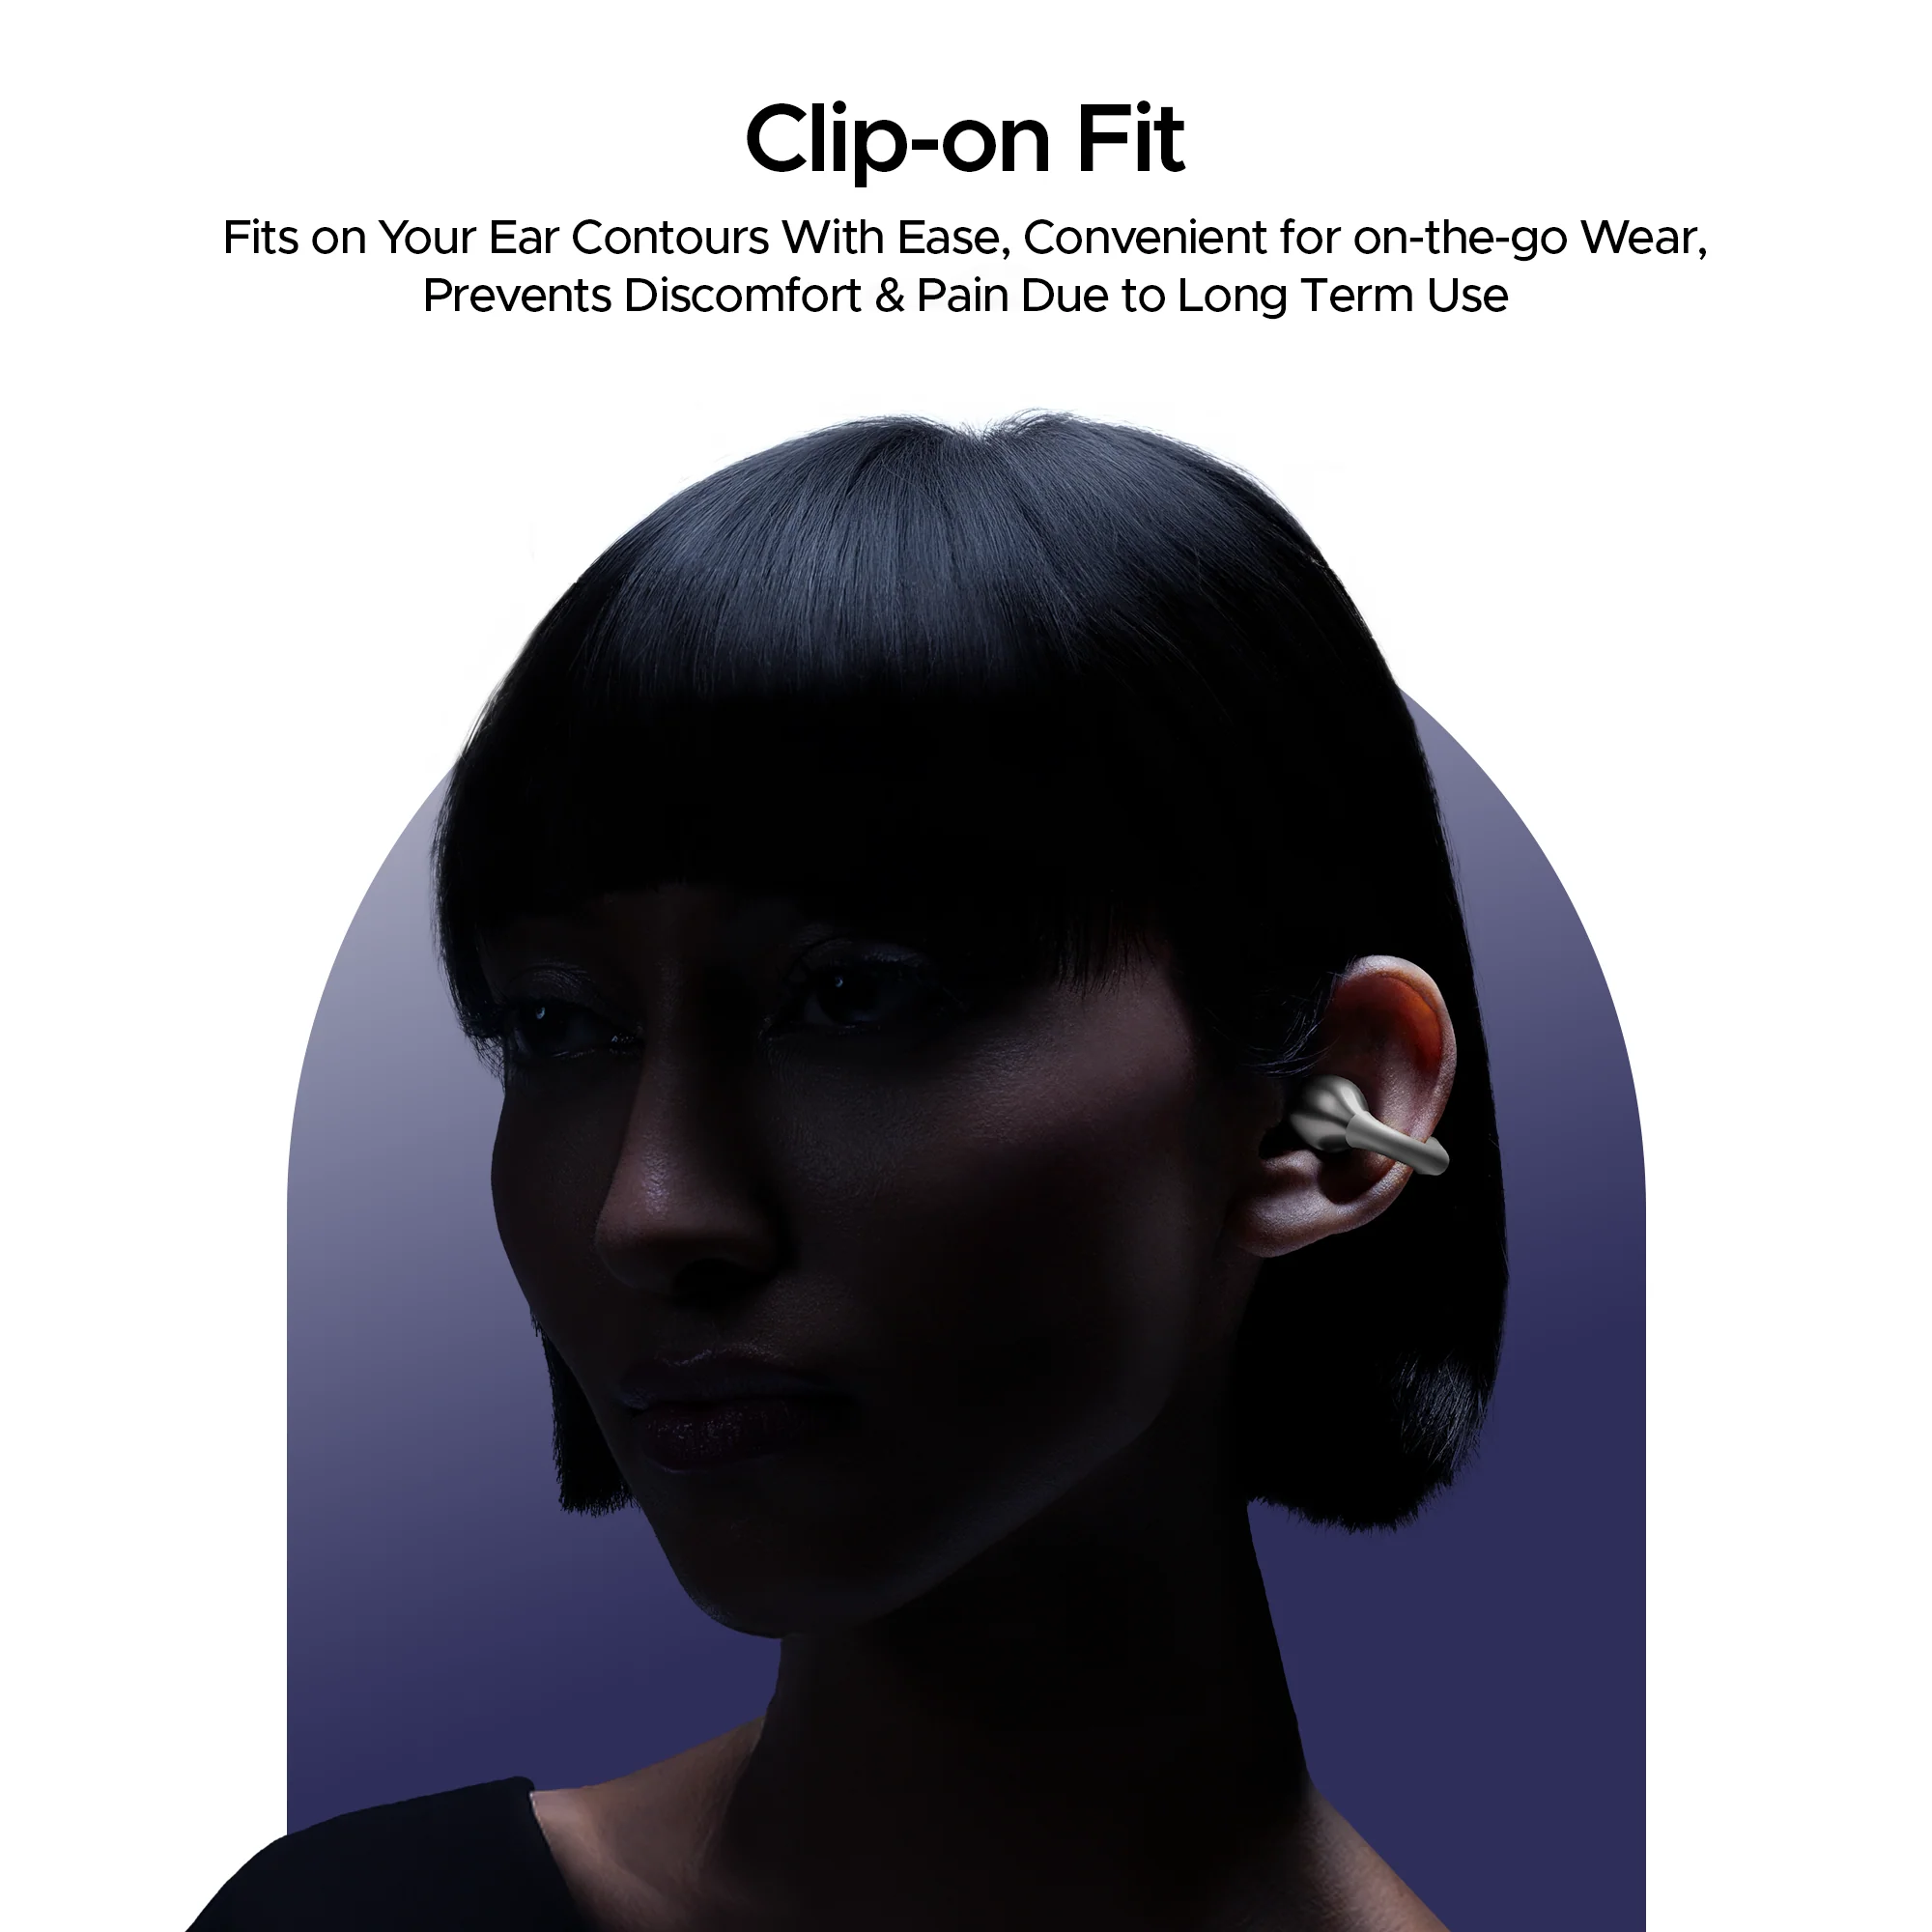 Clip-on Fit
Fits on Your Ear Contours With Ease, Convenient for on-the-go Wear,
Prevents Discomfort & Pain Due to Long Term Use